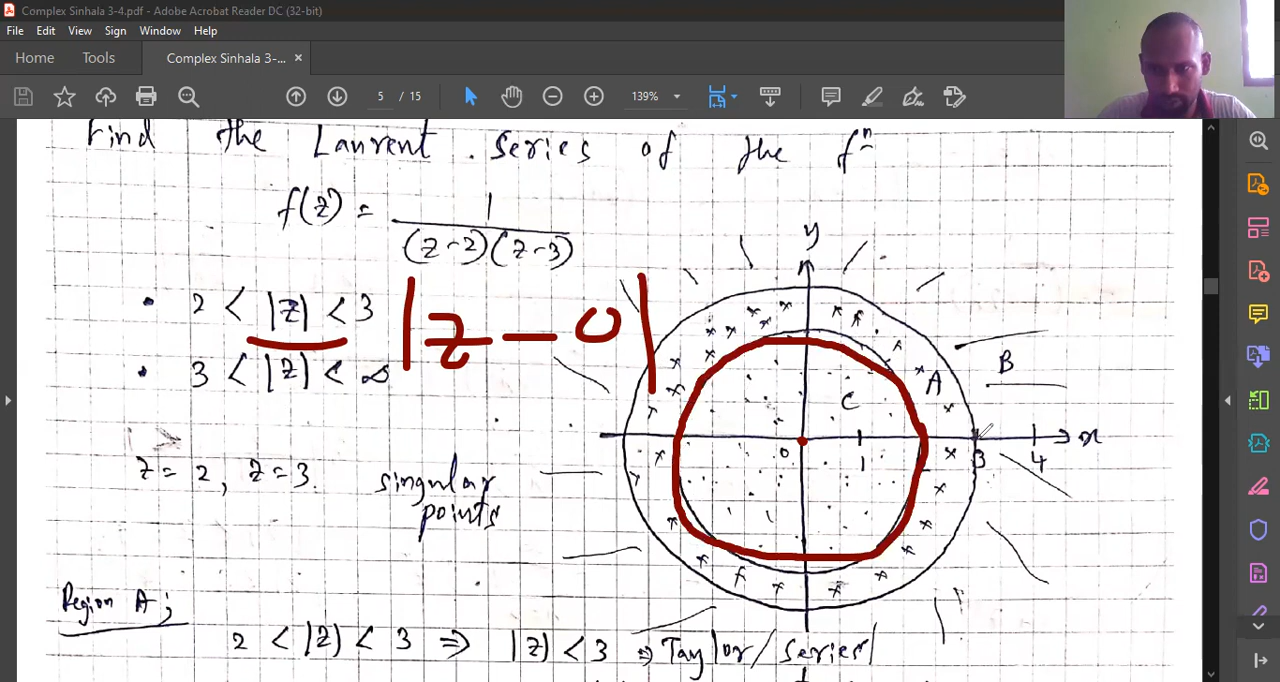 Complex Sinhala 3-4.pdf - Adobe Acrobat Reader DC (32-bit)
File Edit View Sign Window Help
Home Tools Complex Sinhala 3-... ×
5 / 15 139%
Find the Laurent series of the fⁿ
f(z) = 1 / (z-2)(z-3)
• 2 < |z| < 3
|z - 0|
• 3 < |z| < ∞
z = 2, z = 3. singular points
y
A
B
C
0 1 3 4 x
Region A;
2 < |z| < 3 ⇒ |z| < 3 ⇒ Taylor/series/